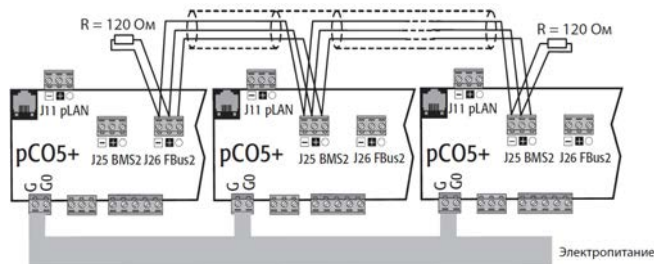 R = 120 Ом
R = 120 Ом
J11 pLAN
J11 pLAN
J11 pLAN
pCO5+
J25 BMS2
J26 FBus2
pCO5+
J25 BMS2
J26 FBus2
pCO5+
J25 BMS2
J26 FBus2
G
G0
G
G0
G
G0
Электропитание